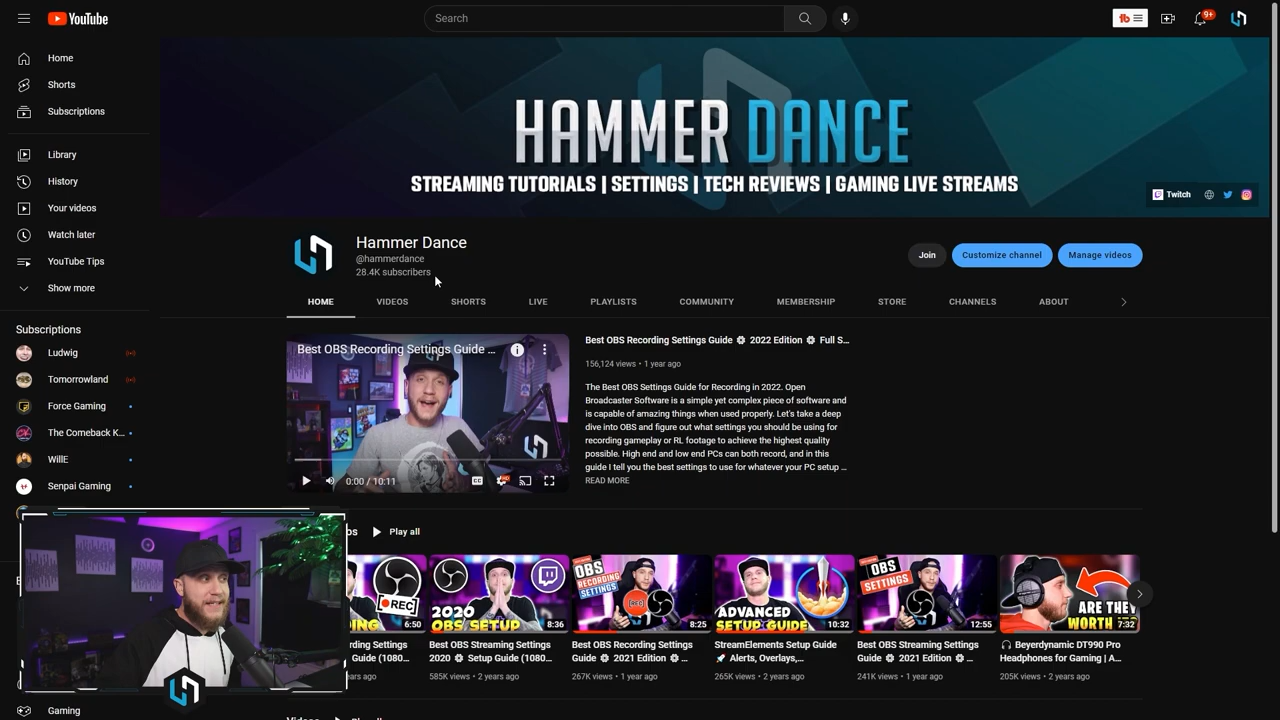 YouTube
Search
9+
Home
Shorts
Subscriptions
Library
History
Your videos
Watch later
YouTube Tips
Show more
Subscriptions
Ludwig
Tomorrowland
Force Gaming
The Comeback K...
WillE
Senpai Gaming
Gaming
HAMMER DANCE
STREAMING TUTORIALS | SETTINGS | TECH REVIEWS | GAMING LIVE STREAMS
Twitch
Hammer Dance
@hammerdance
28.4K subscribers
Join
Customize channel
Manage videos
HOME
VIDEOS
SHORTS
LIVE
PLAYLISTS
COMMUNITY
MEMBERSHIP
STORE
CHANNELS
ABOUT
Best OBS Recording Settings Guide ...
0:00 / 10:11
Best OBS Recording Settings Guide ⚙ 2022 Edition ⚙ Full S...
156,124 views • 1 year ago
The Best OBS Settings Guide for Recording in 2022. Open
Broadcaster Software is a simple yet complex piece of software and
is capable of amazing things when used properly. Let's take a deep
dive into OBS and figure out what settings you should be using for
recording gameplay or RL footage to achieve the highest quality
possible. High end and low end PCs can both record, and in this
guide I tell you the best settings to use for whatever your PC setup ...
READ MORE
Play all
REC
6:50
Guide (1080...
2020
OBS SETUP
8:36
Best OBS Streaming Settings
2020 ⚙ Setup Guide (1080...
585K views • 2 years ago
OBS
RECORDING
SETTINGS
REC
8:25
Best OBS Recording Settings
Guide ⚙ 2021 Edition ⚙ ...
267K views • 1 year ago
ADVANCED
SETUP GUIDE
10:32
StreamElements Setup Guide
🚀 Alerts, Overlays,...
265K views • 2 years ago
OBS
SETTINGS
12:55
Best OBS Streaming Settings
Guide ⚙ 2021 Edition ⚙ ...
241K views • 1 year ago
ARE THEY
WORTH IT?
7:32
🎧 Beyerdynamic DT990 Pro
Headphones for Gaming | A...
205K views • 2 years ago